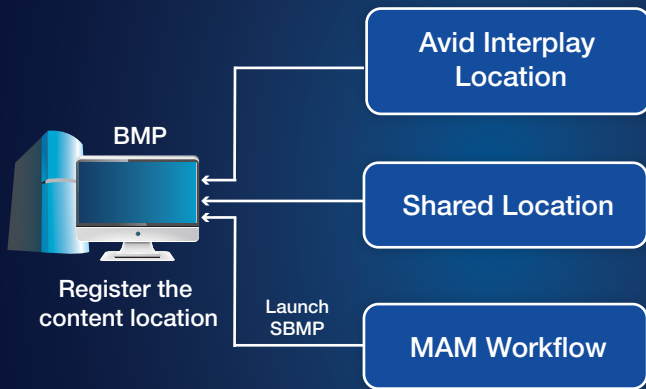 Avid Interplay
Location
BMP
Shared Location
Register the
content location
Launch
SBMP
MAM Workflow